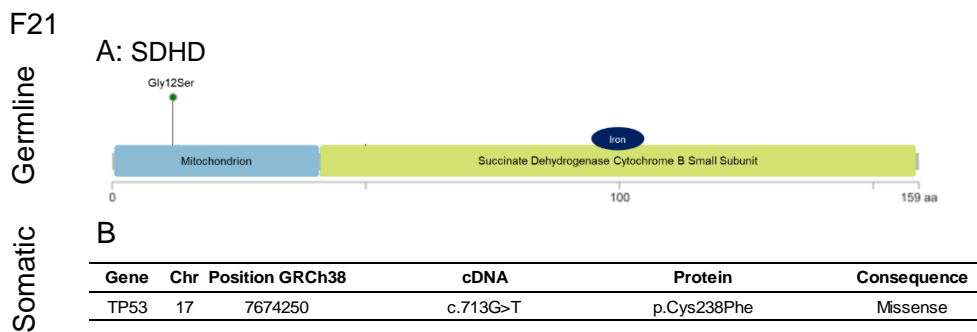 F21
Germline
A: SDHD
Gly12Ser
Iron
Mitochondrion Succinate Dehydrogenase Cytochrome B Small Subunit
0 100 159 aa
Somatic
B
Gene Chr Position GRCh38 cDNA Protein Consequence
TP53 17 7674250 c.713G>T p.Cys238Phe Missense